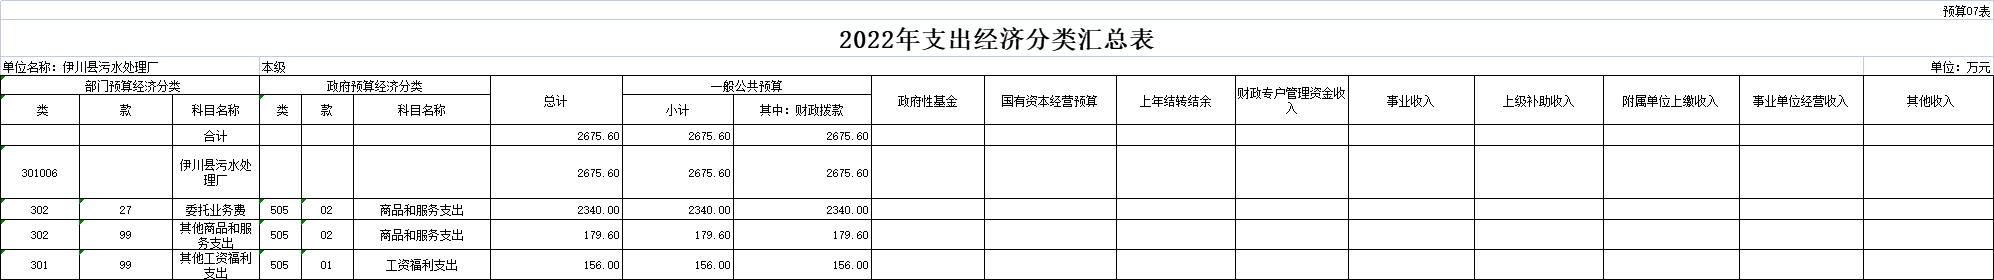 预算07表
2022年支出经济分类汇总表
单位名称：伊川县污水处理厂 本级 单位：万元
部门预算经济分类 政府预算经济分类 总计 一般公共预算 政府性基金 国有资本经营预算 上年结转结余 财政专户管理资金收入 事业收入 上级补助收入 附属单位上缴收入 事业单位经营收入 其他收入
类 款 科目名称 类 款 科目名称 小计 其中：财政拨款
合计 2675.60 2675.60 2675.60
301006 伊川县污水处理厂 2675.60 2675.60 2675.60
302 27 委托业务费 505 02 商品和服务支出 2340.00 2340.00 2340.00
302 99 其他商品和服务支出 505 02 商品和服务支出 179.60 179.60 179.60
301 99 其他工资福利支出 505 01 工资福利支出 156.00 156.00 156.00